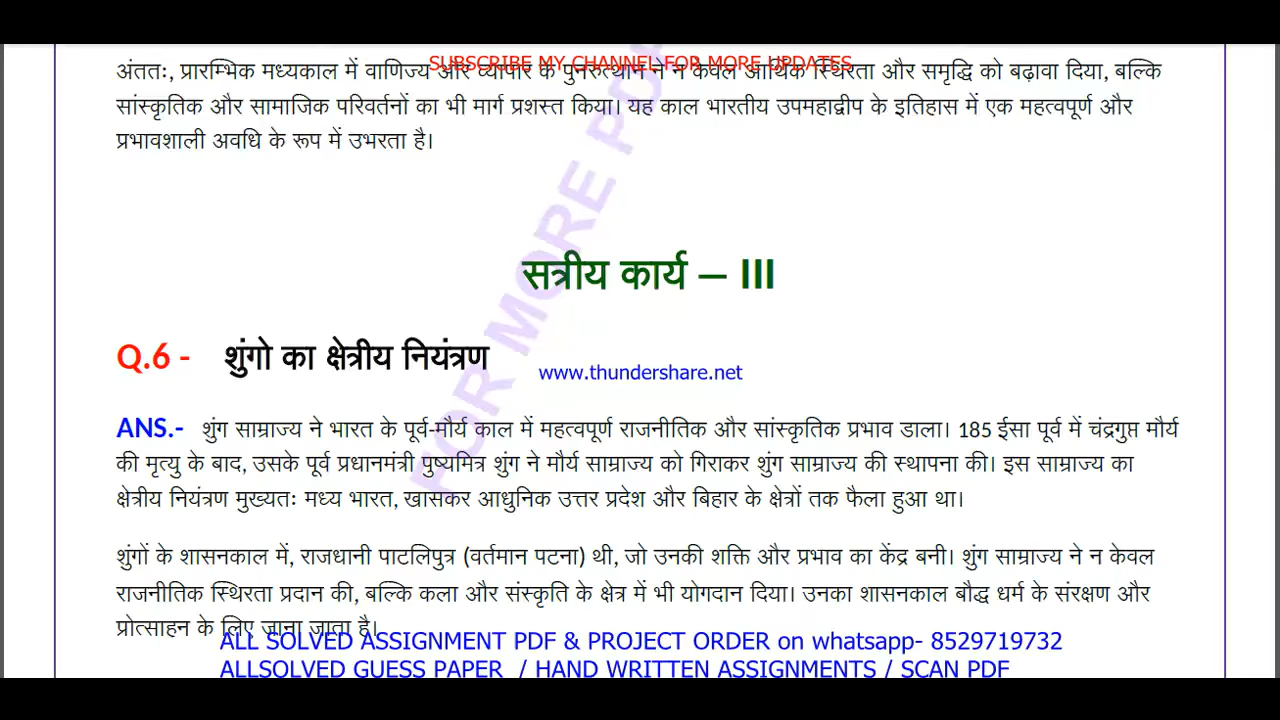 SUBSCRIBE MY CHANNEL FOR MORE UPDATES
अंततः, प्रारम्भिक मध्यकाल में वाणिज्य और व्यापार के पुनरुत्थान ने न केवल आर्थिक स्थिरता और समृद्धि को बढ़ावा दिया, बल्कि
सांस्कृतिक और सामाजिक परिवर्तनों का भी मार्ग प्रशस्त किया। यह काल भारतीय उपमहाद्वीप के इतिहास में एक महत्वपूर्ण और
प्रभावशाली अवधि के रूप में उभरता है।
FOR MORE PDF
सत्रीय कार्य – III
Q.6 - शुंगो का क्षेत्रीय नियंत्रण
www.thundershare.net
ANS.- शुंग साम्राज्य ने भारत के पूर्व-मौर्य काल में महत्वपूर्ण राजनीतिक और सांस्कृतिक प्रभाव डाला। 185 ईसा पूर्व में चंद्रगुप्त मौर्य
की मृत्यु के बाद, उसके पूर्व प्रधानमंत्री पुष्यमित्र शुंग ने मौर्य साम्राज्य को गिराकर शुंग साम्राज्य की स्थापना की। इस साम्राज्य का
क्षेत्रीय नियंत्रण मुख्यतः मध्य भारत, खासकर आधुनिक उत्तर प्रदेश और बिहार के क्षेत्रों तक फैला हुआ था।
शुंगों के शासनकाल में, राजधानी पाटलिपुत्र (वर्तमान पटना) थी, जो उनकी शक्ति और प्रभाव का केंद्र बनी। शुंग साम्राज्य ने न केवल
राजनीतिक स्थिरता प्रदान की, बल्कि कला और संस्कृति के क्षेत्र में भी योगदान दिया। उनका शासनकाल बौद्ध धर्म के संरक्षण और
प्रोत्साहन के लिए जाना जाता है।
ALL SOLVED ASSIGNMENT PDF & PROJECT ORDER on whatsapp- 8529719732
ALLSOLVED GUESS PAPER / HAND WRITTEN ASSIGNMENTS / SCAN PDF